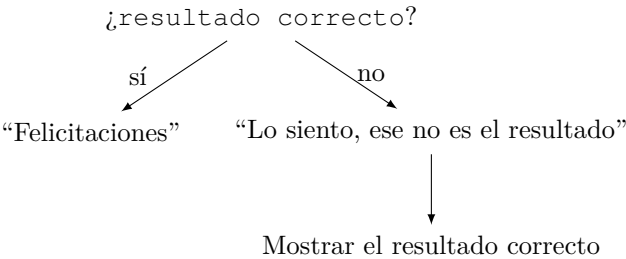 ¿resultado correcto?
sí
no
“Felicitaciones”
“Lo siento, ese no es el resultado”
Mostrar el resultado correcto